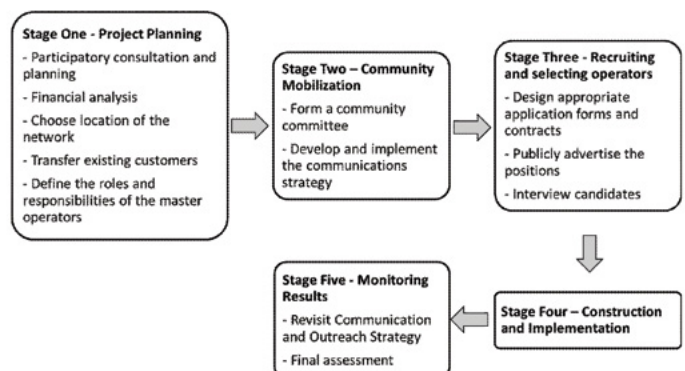 Stage One - Project Planning
- Participatory consultation and
planning
- Financial analysis
- Choose location of the
network
- Transfer existing customers
- Define the roles and
responsibilities of the master
operators
Stage Two – Community
Mobilization
- Form a community
committee
- Develop and implement
the communications
strategy
Stage Three - Recruiting
and selecting operators
- Design appropriate
application forms and
contracts
- Publicly advertise the
positions
- Interview candidates
Stage Four – Construction
and Implementation
Stage Five - Monitoring
Results
- Revisit Communication
and Outreach Strategy
- Final assessment